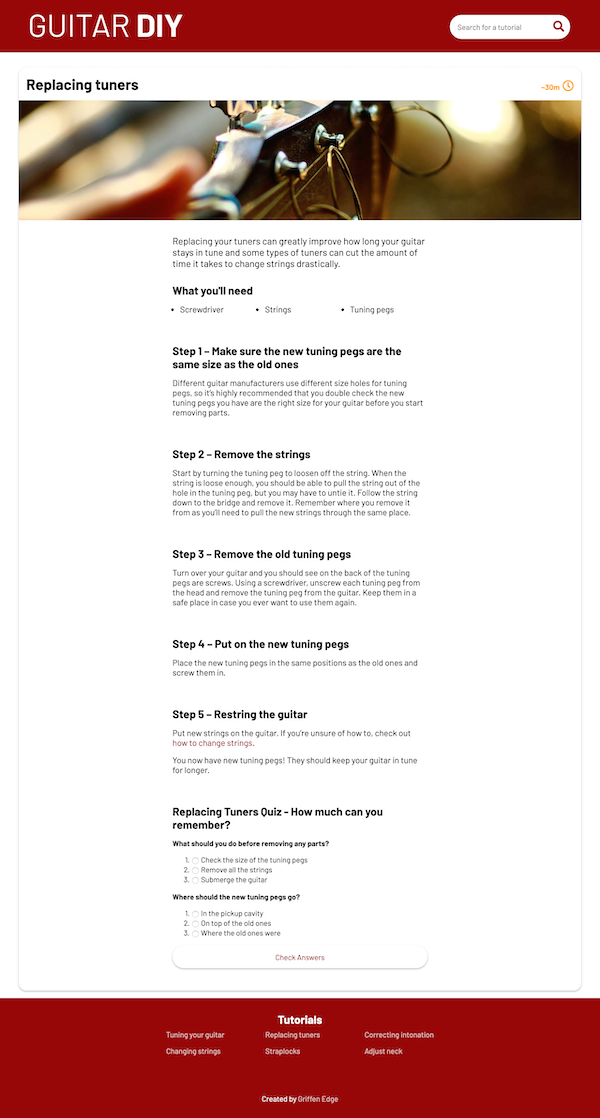 GUITAR DIY
Search for a tutorial
Replacing tuners
~30m
Replacing your tuners can greatly improve how long your guitar
stays in tune and some types of tuners can cut the amount of
time it takes to change strings drastically.
What you'll need
• Screwdriver
• Strings
• Tuning pegs
Step 1 – Make sure the new tuning pegs are the
same size as the old ones
Different guitar manufacturers use different size holes for tuning
pegs, so it's highly recommended that you double check the new
tuning pegs you have are the right size for your guitar before you start
removing parts.
Step 2 – Remove the strings
Start by turning the tuning peg to loosen off the string. When the
string is loose enough, you should be able to pull the string out of the
hole in the tuning peg, but you may have to untie it. Follow the string
down to the bridge and remove it. Remember where you remove it
from as you'll need to pull the new strings through the same place.
Step 3 – Remove the old tuning pegs
Turn over your guitar and you should see on the back of the tuning
pegs are screws. Using a screwdriver, unscrew each tuning peg from
the head and remove the tuning peg from the guitar. Keep them in a
safe place in case you ever want to use them again.
Step 4 – Put on the new tuning pegs
Place the new tuning pegs in the same positions as the old ones and
screw them in.
Step 5 – Restring the guitar
Put new strings on the guitar. If you're unsure of how to, check out
how to change strings.
You now have new tuning pegs! They should keep your guitar in tune
for longer.
Replacing Tuners Quiz - How much can you
remember?
What should you do before removing any parts?
1. Check the size of the tuning pegs
2. Remove all the strings
3. Submerge the guitar
Where should the new tuning pegs go?
1. In the pickup cavity
2. On top of the old ones
3. Where the old ones were
Check Answers
Tutorials
Tuning your guitar
Replacing tuners
Correcting intonation
Changing strings
Straplocks
Adjust neck
Created by Griffen Edge